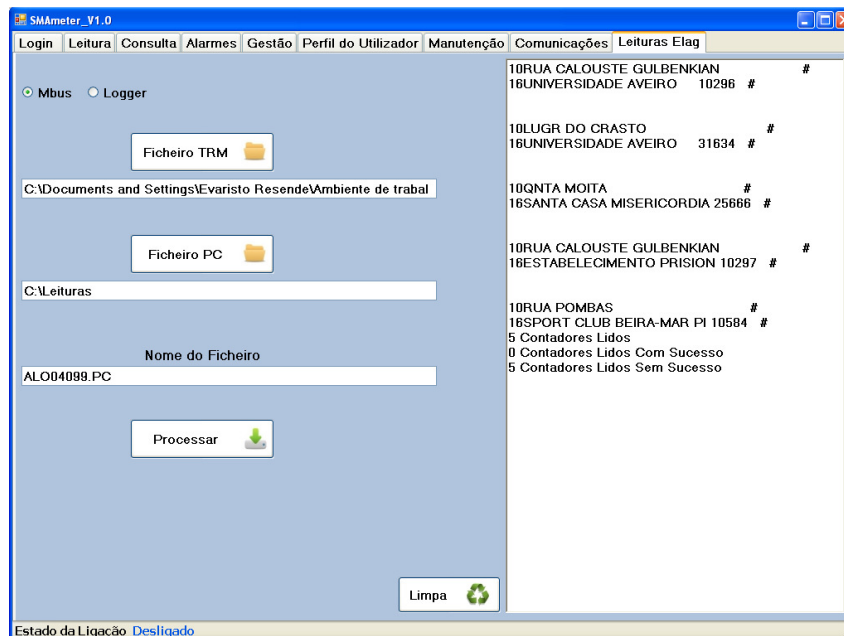 SMAmeter_V1.0
Login Leitura Consulta Alarmes Gestão Perfil do Utilizador Manutenção Comunicações Leituras Elag
Mbus Logger
Ficheiro TRM
C:\Documents and Settings\Evaristo Resende\Ambiente de trabal
Ficheiro PC
C:\Leituras
Nome do Ficheiro
ALO04099.PC
Processar
Limpa
10RUA CALOUSTE GULBENKIAN #
16UNIVERSIDADE AVEIRO 10296 #
10LUGR DO CRASTO #
16UNIVERSIDADE AVEIRO 31634 #
10QNTA MOITA #
16SANTA CASA MISERICORDIA 25666 #
10RUA CALOUSTE GULBENKIAN #
16ESTABELECIMENTO PRISION 10297 #
10RUA POMBAS #
16SPORT CLUB BEIRA-MAR PI 10584 #
5 Contadores Lidos
0 Contadores Lidos Com Sucesso
5 Contadores Lidos Sem Sucesso
Estado da Ligação Desligado